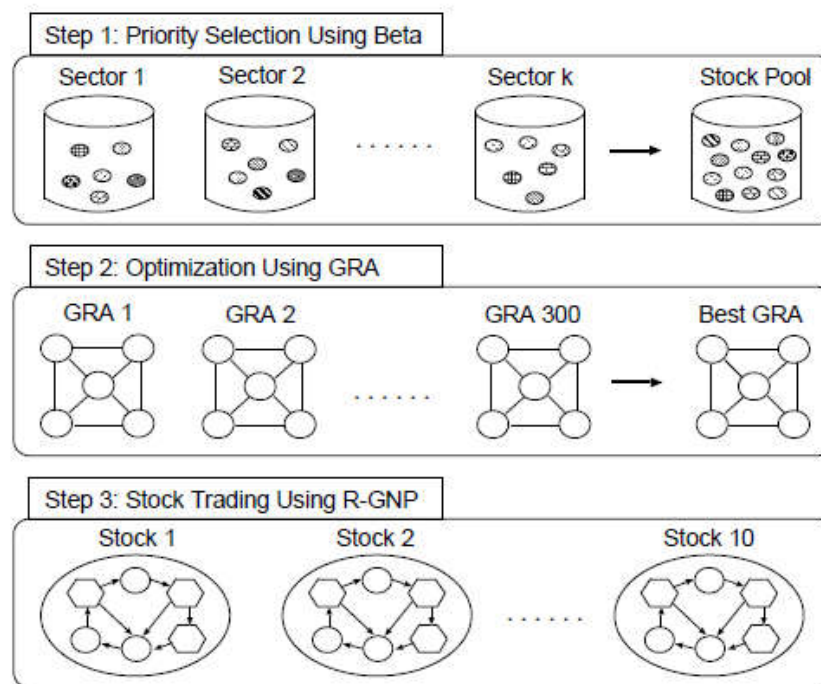 Step 1: Priority Selection Using Beta
Sector 1 Sector 2 Sector k Stock Pool
. . . . . .
Step 2: Optimization Using GRA
GRA 1 GRA 2 GRA 300 Best GRA
. . . . . .
Step 3: Stock Trading Using R-GNP
Stock 1 Stock 2 Stock 10
. . . . . .